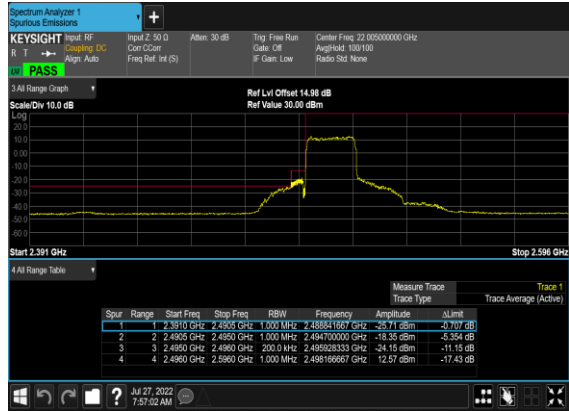 Spectrum Analyzer 1
Spurious Emissions
KEYSIGHT Input: RF Input Z: 50 Ω Atten: 30 dB Trig: Free Run Center Freq: 22.005000000 GHz
R T Coupling: DC Corr CCorr Gate: Off Avg|Hold: 100/100
Align: Auto Freq Ref: Int (S) IF Gain: Low Radio Std: None
PASS
3 All Range Graph
Ref Lvl Offset 14.98 dB
Scale/Div 10.0 dB Ref Value 30.00 dBm
Log
20.0
10.0
0.00
-10.0
-20.0
-30.0
-40.0
-50.0
-60.0
Start 2.391 GHz Stop 2.596 GHz
4 All Range Table
Measure Trace Trace 1
Trace Type Trace Average (Active)
Spur Range Start Freq Stop Freq RBW Frequency Amplitude ΔLimit
1 1 2.3910 GHz 2.4905 GHz 1.000 MHz 2.488841667 GHz -25.71 dBm -0.707 dB
2 2 2.4905 GHz 2.4950 GHz 1.000 MHz 2.494700000 GHz -18.35 dBm -5.354 dB
3 3 2.4950 GHz 2.4960 GHz 200.0 kHz 2.495928333 GHz -24.15 dBm -11.15 dB
4 4 2.4960 GHz 2.5960 GHz 1.000 MHz 2.498166667 GHz 12.57 dBm -17.43 dB
? Jul 27, 2022
7:57:02 AM